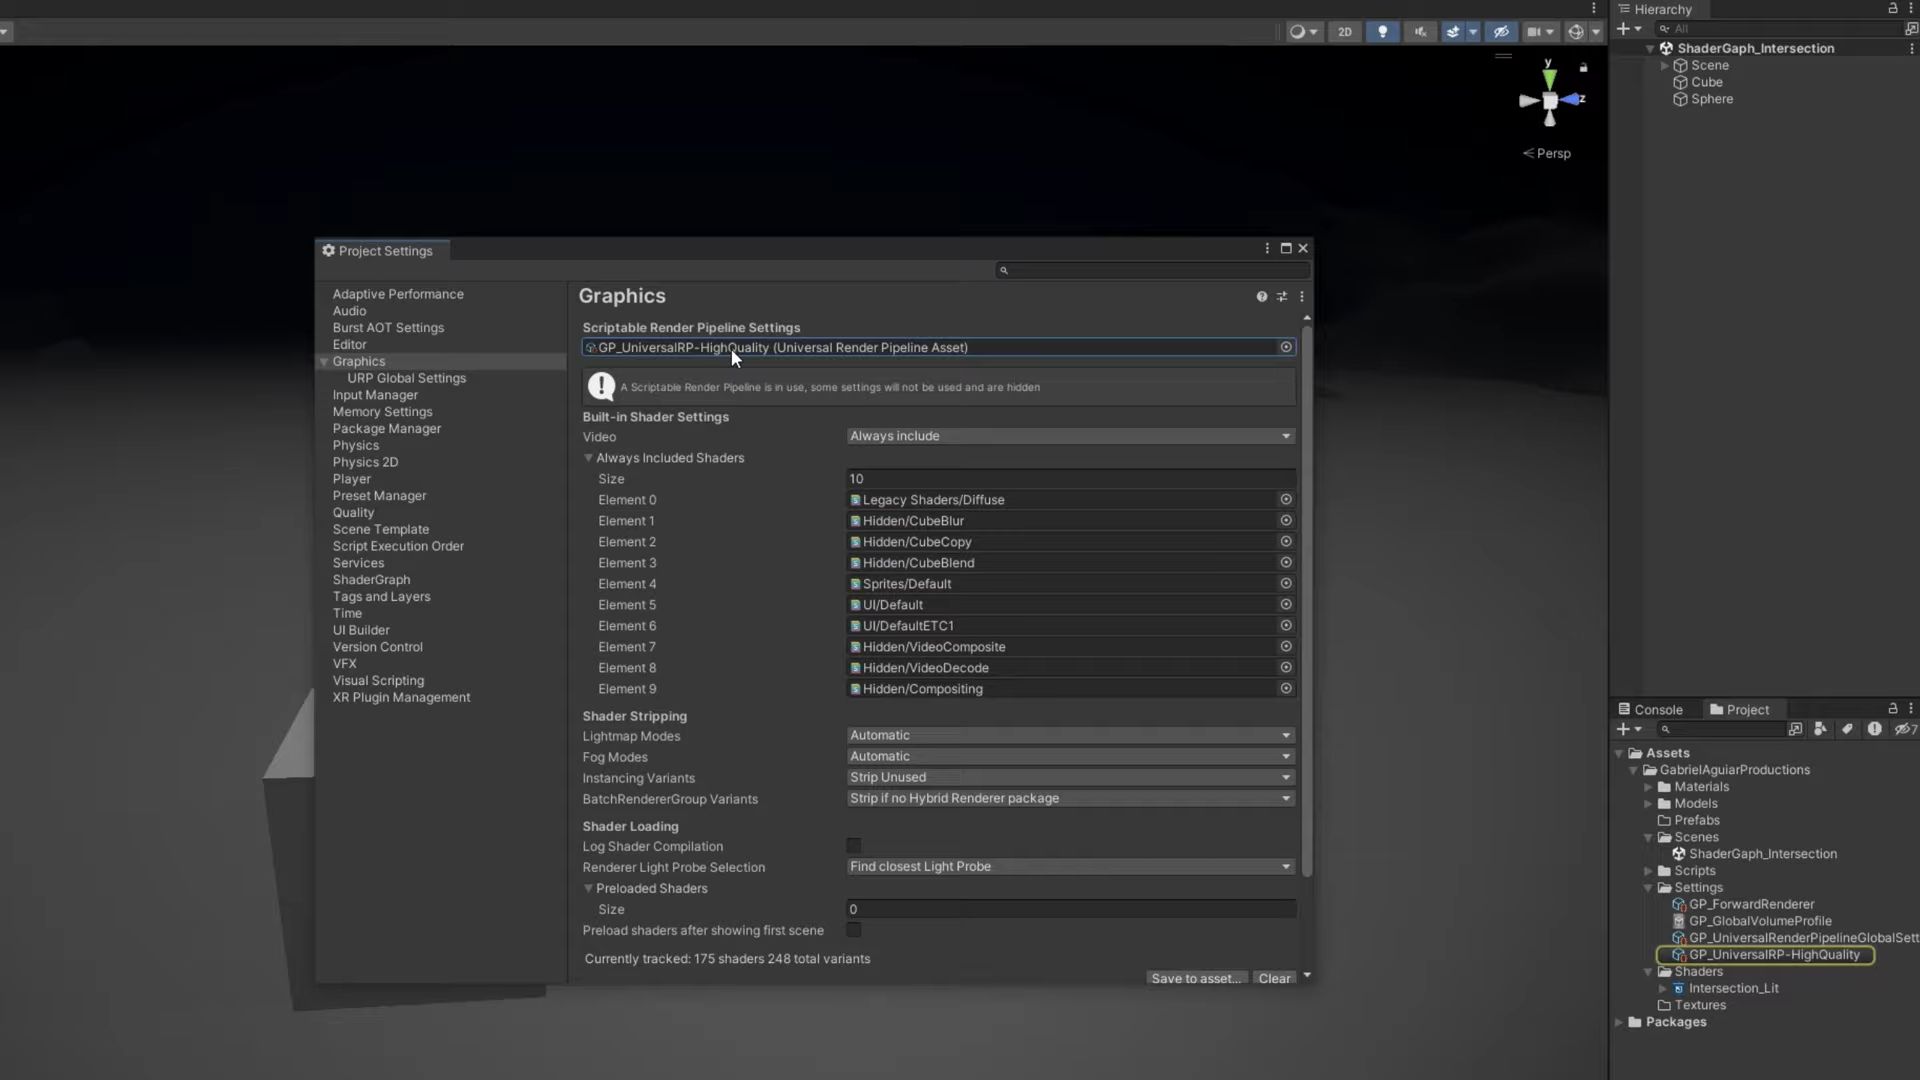 Hierarchy
All
2D
ShaderGaph_Intersection
Scene
Cube
Sphere
y
z
Persp
Project Settings
Adaptive Performance
Audio
Burst AOT Settings
Editor
Graphics
URP Global Settings
Input Manager
Memory Settings
Package Manager
Physics
Physics 2D
Player
Preset Manager
Quality
Scene Template
Script Execution Order
Services
ShaderGraph
Tags and Layers
Time
UI Builder
Version Control
VFX
Visual Scripting
XR Plugin Management
Graphics
Scriptable Render Pipeline Settings
GP_UniversalRP-HighQuality (Universal Render Pipeline Asset)
A Scriptable Render Pipeline is in use, some settings will not be used and are hidden
Built-in Shader Settings
Video Always include
Always Included Shaders
Size 10
Element 0 Legacy Shaders/Diffuse
Element 1 Hidden/CubeBlur
Element 2 Hidden/CubeCopy
Element 3 Hidden/CubeBlend
Element 4 Sprites/Default
Element 5 UI/Default
Element 6 UI/DefaultETC1
Element 7 Hidden/VideoComposite
Element 8 Hidden/VideoDecode
Element 9 Hidden/Compositing
Shader Stripping
Lightmap Modes Automatic
Fog Modes Automatic
Instancing Variants Strip Unused
BatchRendererGroup Variants Strip if no Hybrid Renderer package
Shader Loading
Log Shader Compilation
Renderer Light Probe Selection Find closest Light Probe
Preloaded Shaders
Size 0
Preload shaders after showing first scene
Currently tracked: 175 shaders 248 total variants
Save to asset... Clear
Console Project
7
Assets
GabrielAguiarProductions
Materials
Models
Prefabs
Scenes
ShaderGaph_Intersection
Scripts
Settings
GP_ForwardRenderer
GP_GlobalVolumeProfile
GP_UniversalRenderPipelineGlobalSett
GP_UniversalRP-HighQuality
Shaders
Intersection_Lit
Textures
Packages